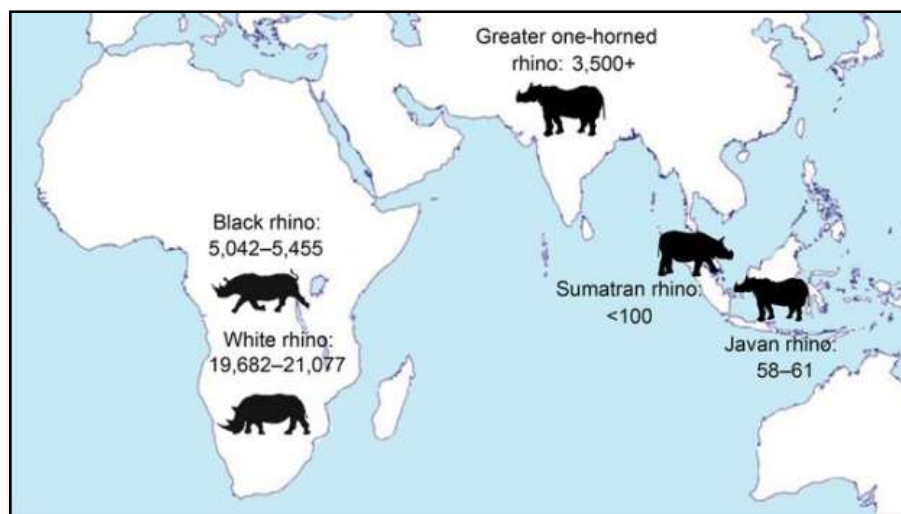 Greater one-horned
rhino: 3,500+
Black rhino:
5,042–5,455
Sumatran rhino:
<100
White rhino:
19,682–21,077
Javan rhino:
58–61